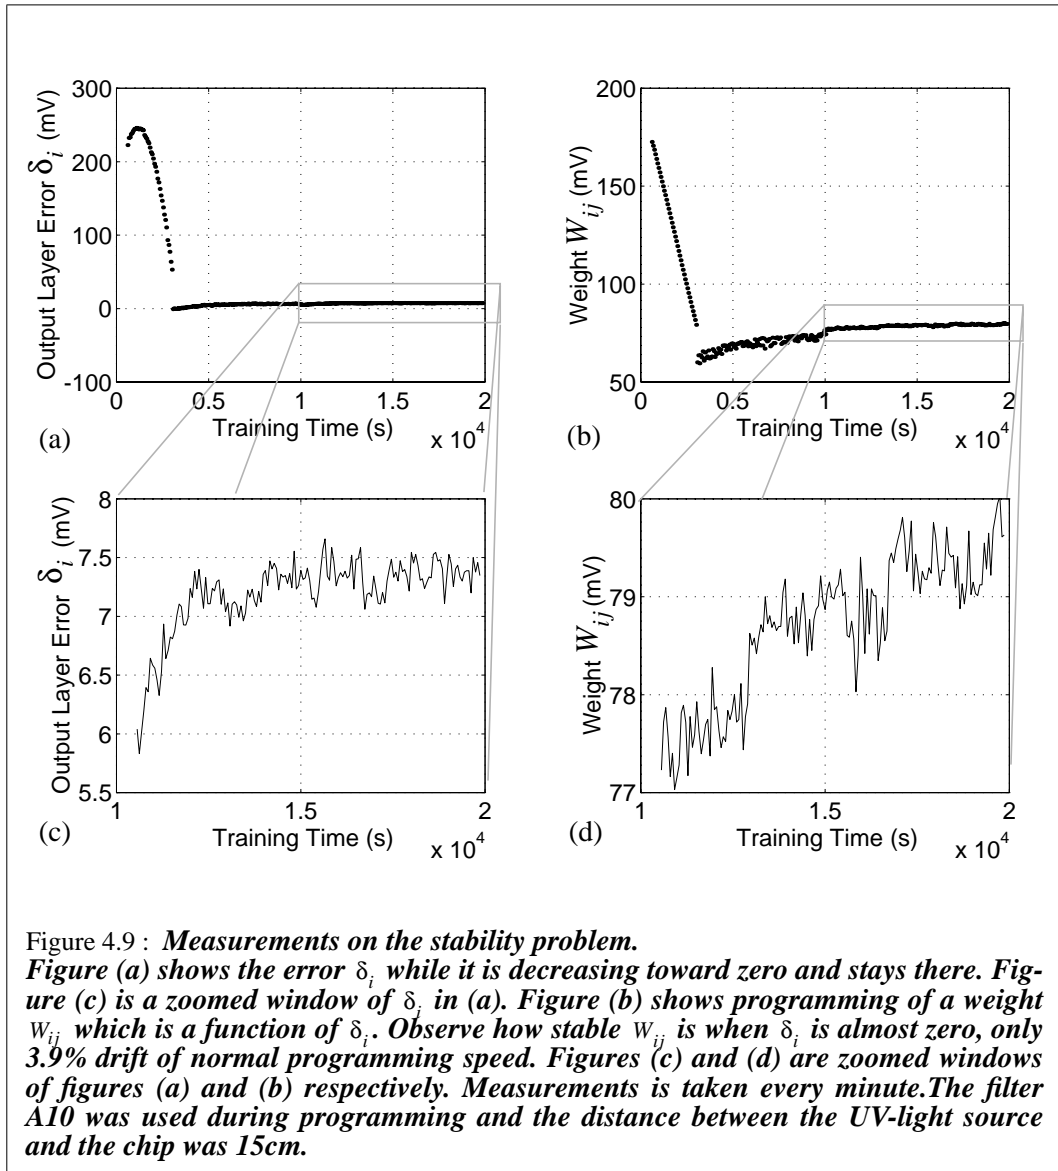 300
200
100
0
-100
0
0.5
1
1.5
2
Output Layer Error δi (mV)
Training Time (s)
x 10^4
(a)
200
150
100
50
0
0.5
1
1.5
2
Weight Wij (mV)
Training Time (s)
x 10^4
(b)
8
7.5
7
6.5
6
5.5
1
1.5
2
Output Layer Error δi (mV)
Training Time (s)
x 10^4
(c)
80
79
78
77
1
1.5
2
Weight Wij (mV)
Training Time (s)
x 10^4
(d)
Figure 4.9 : Measurements on the stability problem.
Figure (a) shows the error δi while it is decreasing toward zero and stays there. Fig-
ure (c) is a zoomed window of δi in (a). Figure (b) shows programming of a weight
Wij which is a function of δi. Observe how stable Wij is when δi is almost zero, only
3.9% drift of normal programming speed. Figures (c) and (d) are zoomed windows
of figures (a) and (b) respectively. Measurements is taken every minute.The filter
A10 was used during programming and the distance between the UV-light source
and the chip was 15cm.